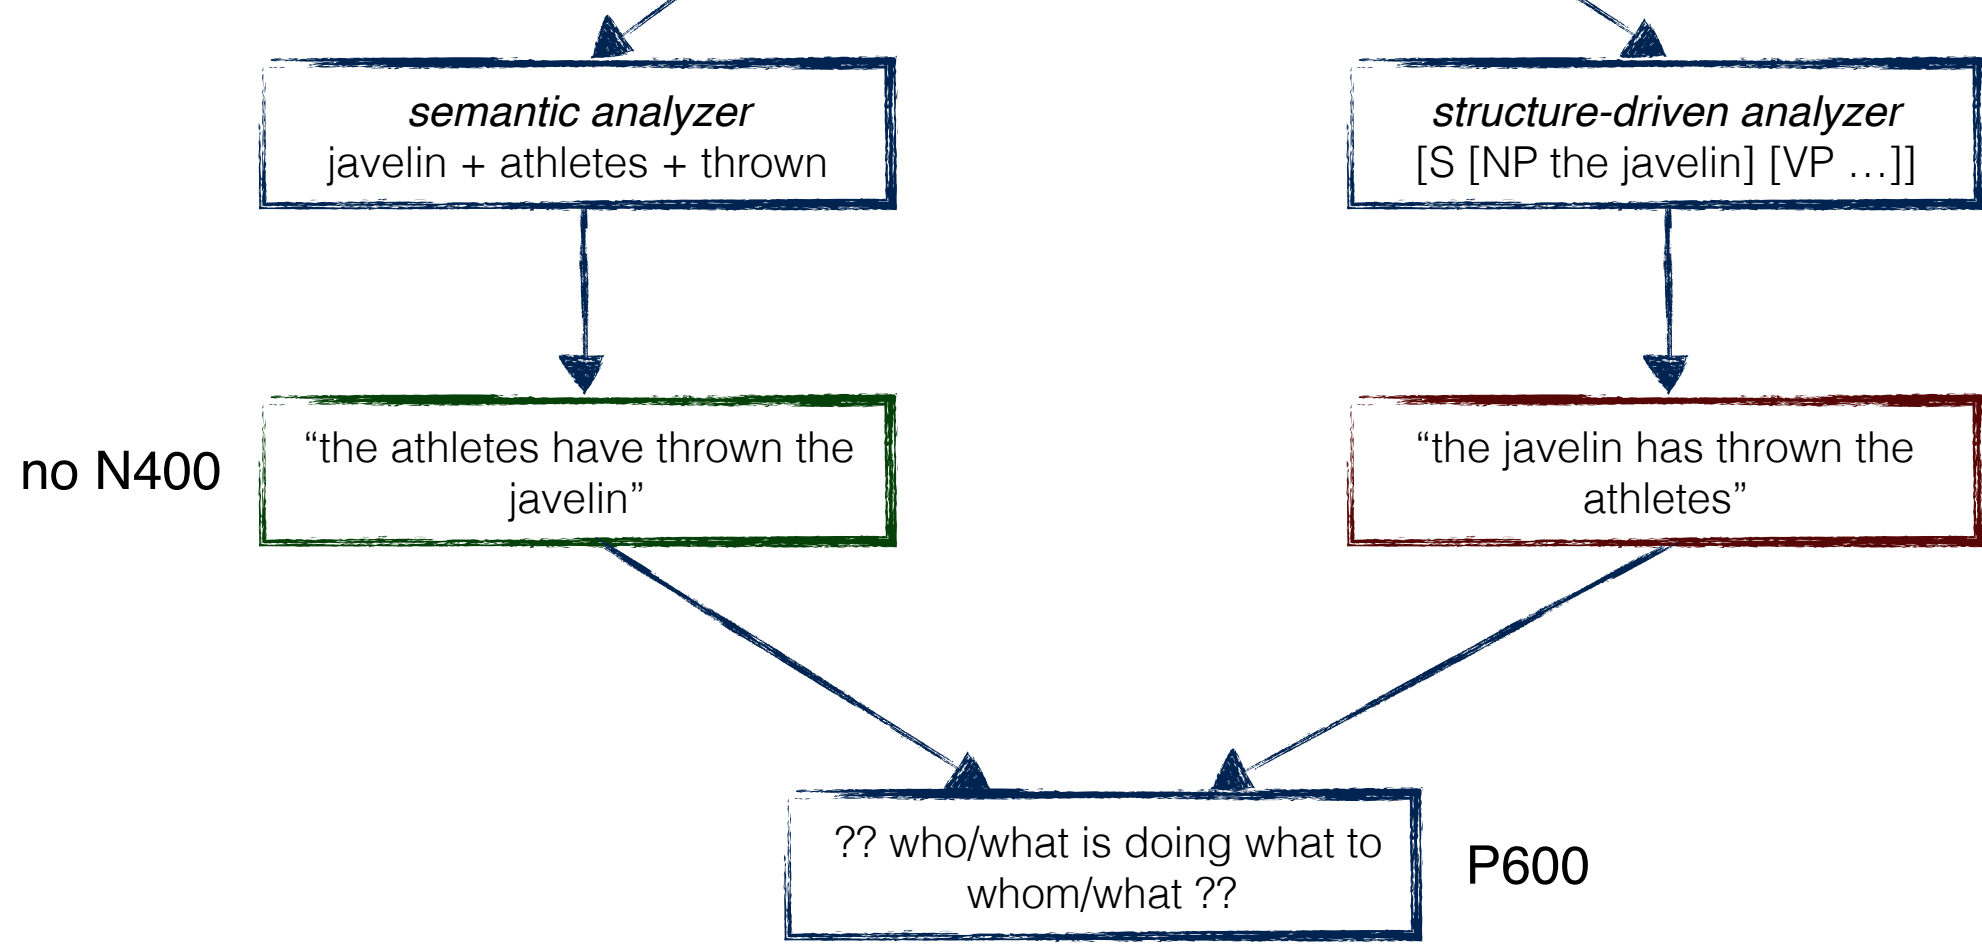 semantic analyzer
javelin + athletes + thrown
structure-driven analyzer
[S [NP the javelin] [VP …]]
no N400
“the athletes have thrown the
javelin”
“the javelin has thrown the
athletes”
?? who/what is doing what to
whom/what ??
P600